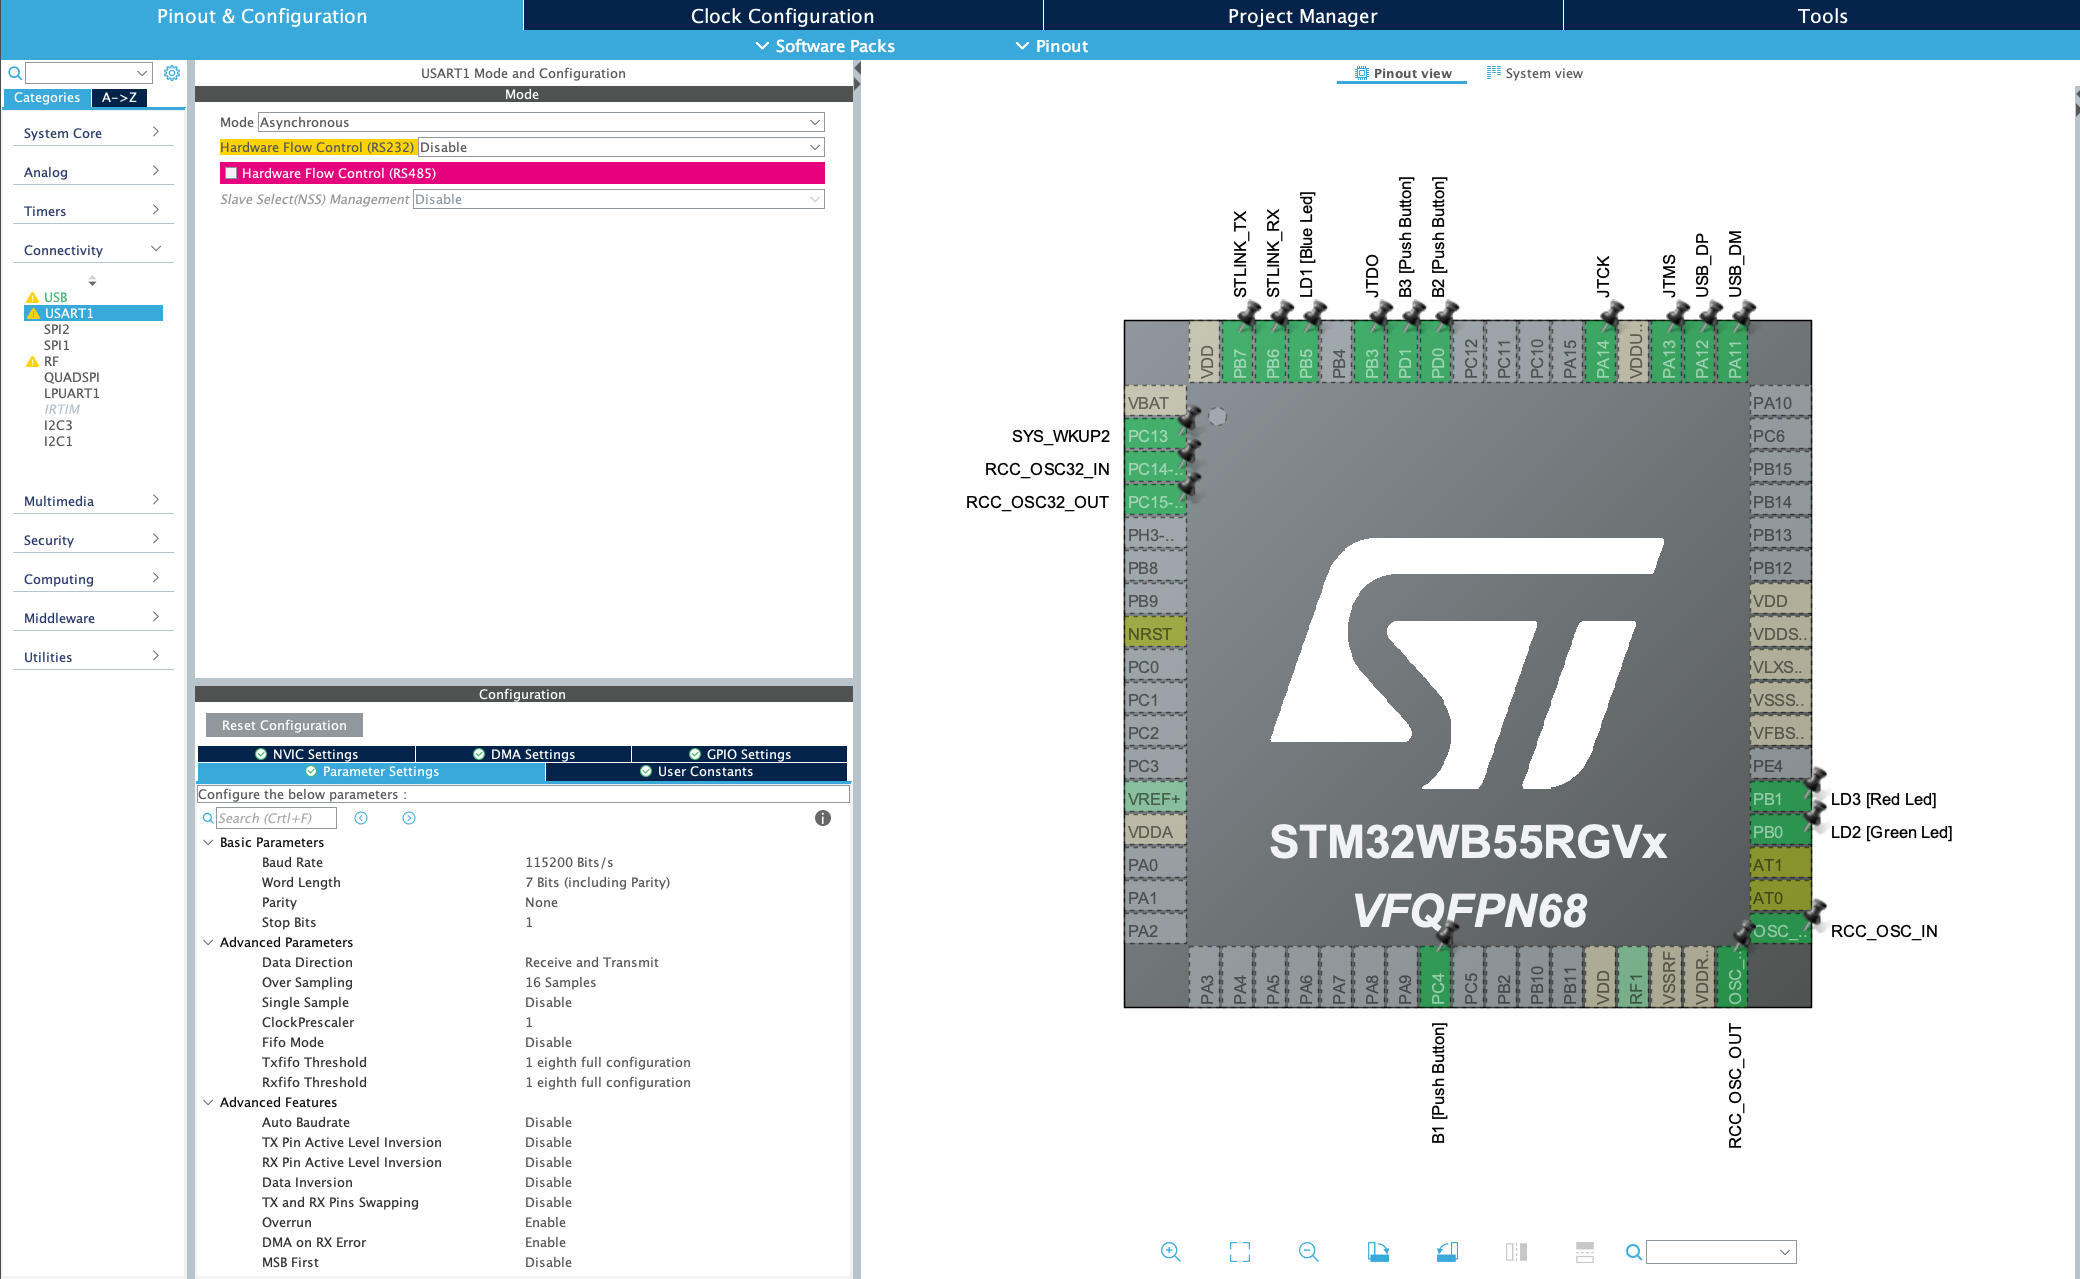 Pinout & Configuration
Clock Configuration
Project Manager
Tools
Software Packs
Pinout
Categories
A->Z
System Core
Analog
Timers
Connectivity
USB
USART1
SPI2
SPI1
RF
QUADSPI
LPUART1
IRTIM
I2C3
I2C1
Multimedia
Security
Computing
Middleware
Utilities
USART1 Mode and Configuration
Mode
Mode Asynchronous
Hardware Flow Control (RS232) Disable
Hardware Flow Control (RS485)
Slave Select(NSS) Management Disable
Configuration
Reset Configuration
NVIC Settings
DMA Settings
GPIO Settings
Parameter Settings
User Constants
Configure the below parameters :
Search (Crtl+F)
Basic Parameters
Baud Rate 115200 Bits/s
Word Length 7 Bits (including Parity)
Parity None
Stop Bits 1
Advanced Parameters
Data Direction Receive and Transmit
Over Sampling 16 Samples
Single Sample Disable
ClockPrescaler 1
Fifo Mode Disable
Txfifo Threshold 1 eighth full configuration
Rxfifo Threshold 1 eighth full configuration
Advanced Features
Auto Baudrate Disable
TX Pin Active Level Inversion Disable
RX Pin Active Level Inversion Disable
Data Inversion Disable
TX and RX Pins Swapping Disable
Overrun Enable
DMA on RX Error Enable
MSB First Disable
Pinout view
System view
STLINK_TX
STLINK_RX
LD1 [Blue Led]
JTDO
B3 [Push Button]
B2 [Push Button]
JTCK
JTMS
USB_DP
USB_DM
VDD
PB7
PB6
PB5
PB4
PB3
PD1
PD0
PC12
PC11
PC10
PA15
PA14
VDDU..
PA13
PA12
PA11
VBAT
SYS_WKUP2
PC13
RCC_OSC32_IN
PC14-..
RCC_OSC32_OUT
PC15-..
PH3-..
PB8
PB9
NRST
PC0
PC1
PC2
PC3
VREF+
VDDA
PA0
PA1
PA2
STM32WB55RGVx
VFQFPN68
PA10
PC6
PB15
PB14
PB13
PB12
VDD
VDDS..
VLXS..
VSSS..
VFBS..
PE4
PB1
LD3 [Red Led]
PB0
LD2 [Green Led]
AT1
AT0
OSC_..
RCC_OSC_IN
PA3
PA4
PA5
PA6
PA7
PA8
PA9
PC4
PC5
PB2
PB10
PB11
VDD
RF1
VSSRF
VDDR..
OSC_..
B1 [Push Button]
RCC_OSC_OUT